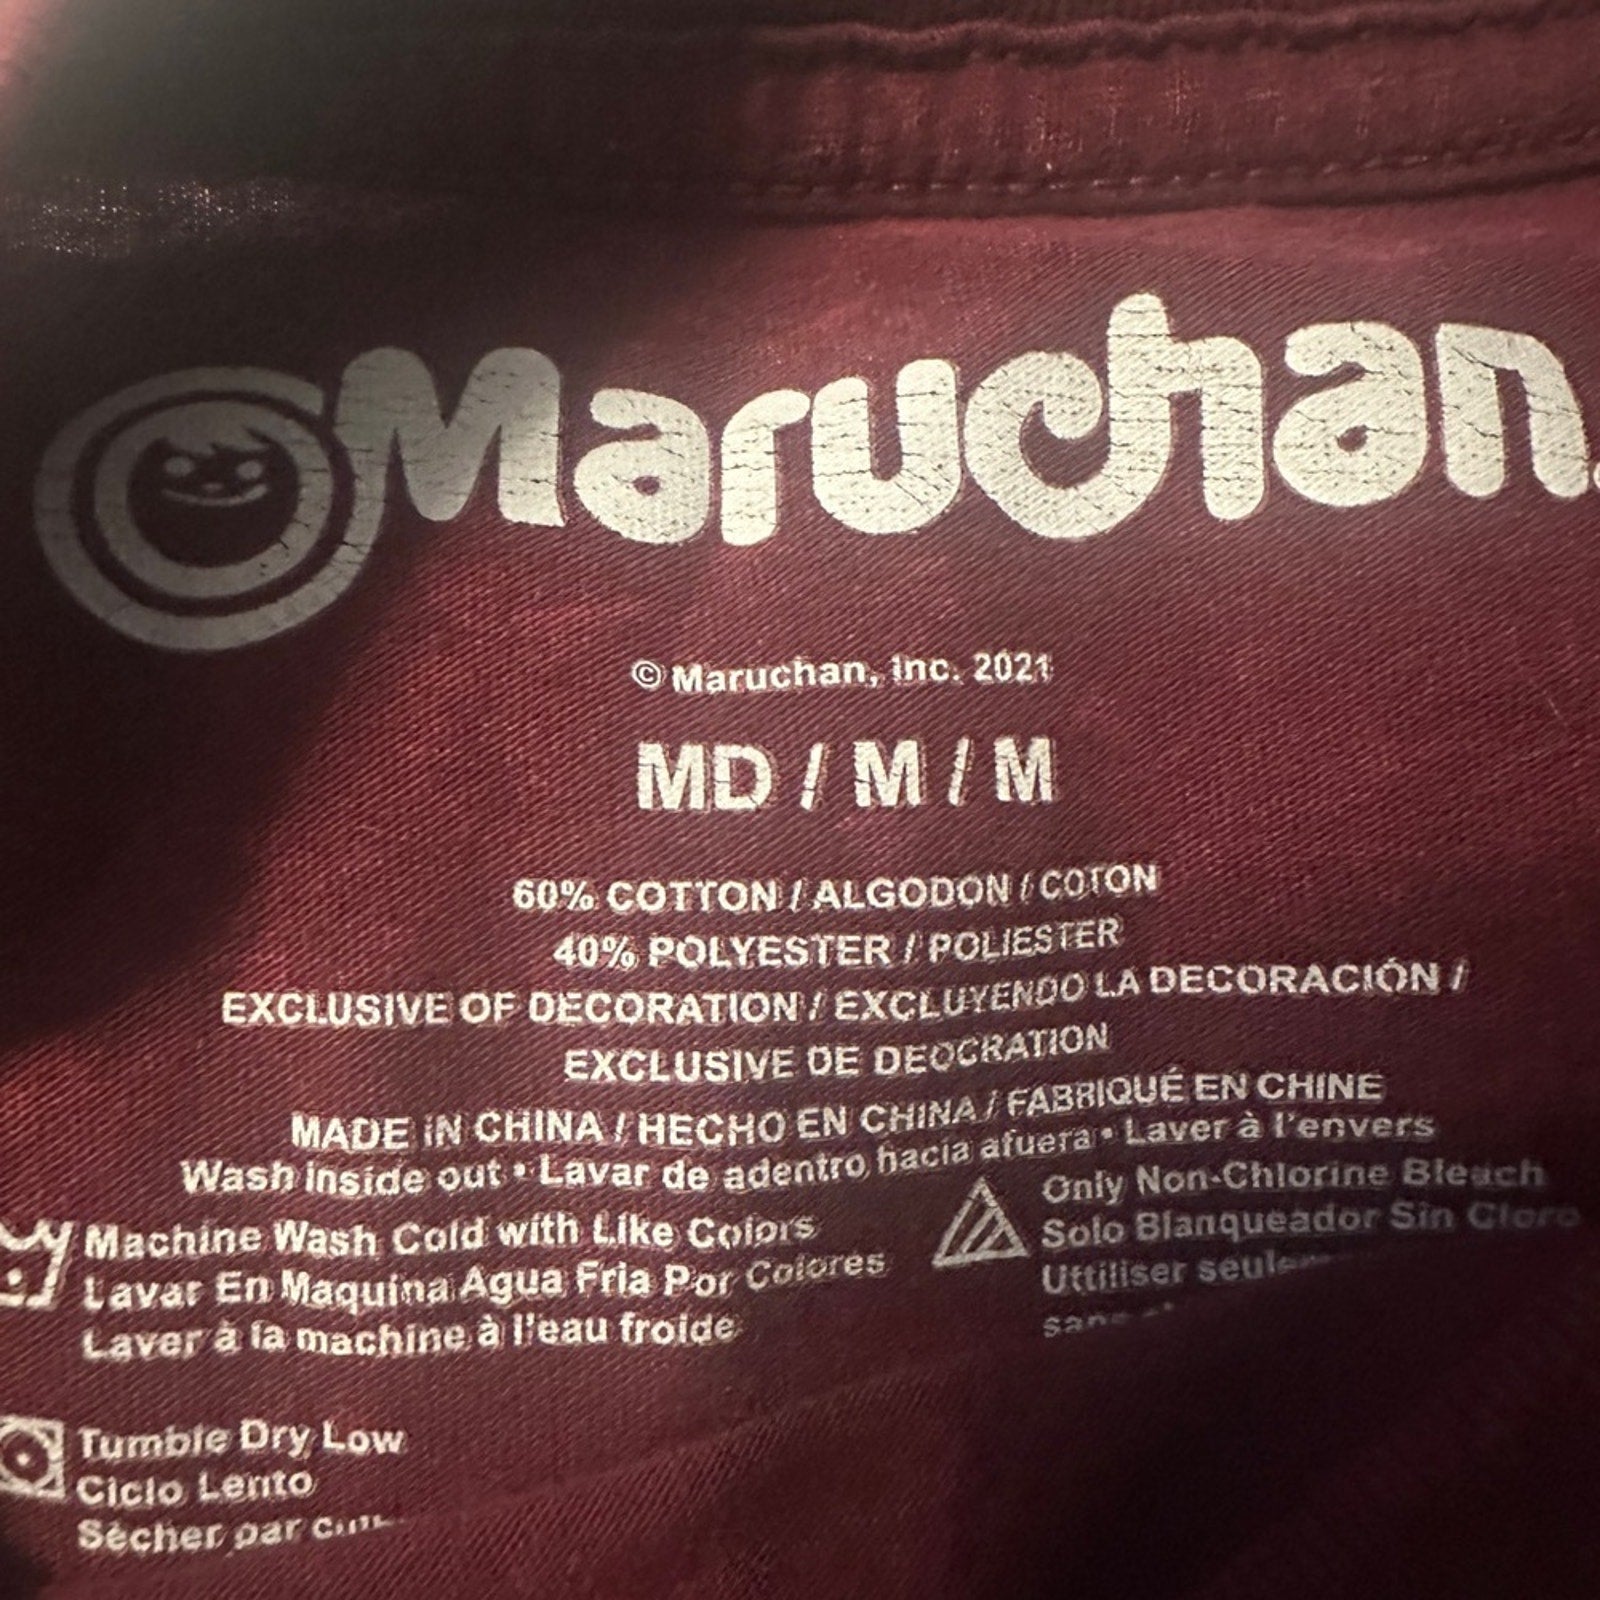 Maruchan
© Maruchan, Inc. 2021
MD / M / M
60% COTTON / ALGODON / COTON
40% POLYESTER / POLIESTER
EXCLUSIVE OF DECORATION / EXCLUYENDO LA DECORACIÓN /
EXCLUSIVE DE DEOCRATION
MADE IN CHINA / HECHO EN CHINA / FABRIQUÉ EN CHINE
Wash inside out • Lavar de adentro hacia afuera • Laver à l'envers
Machine Wash Cold with Like Colors
Lavar En Maquina Agua Fria Por Colores
Laver à la machine à l'eau froide
Only Non-Chlorine Bleach
Solo Blanqueador Sin Cloro
Uttiliser
Tumble Dry Low
Ciclo Lento
Sècher par